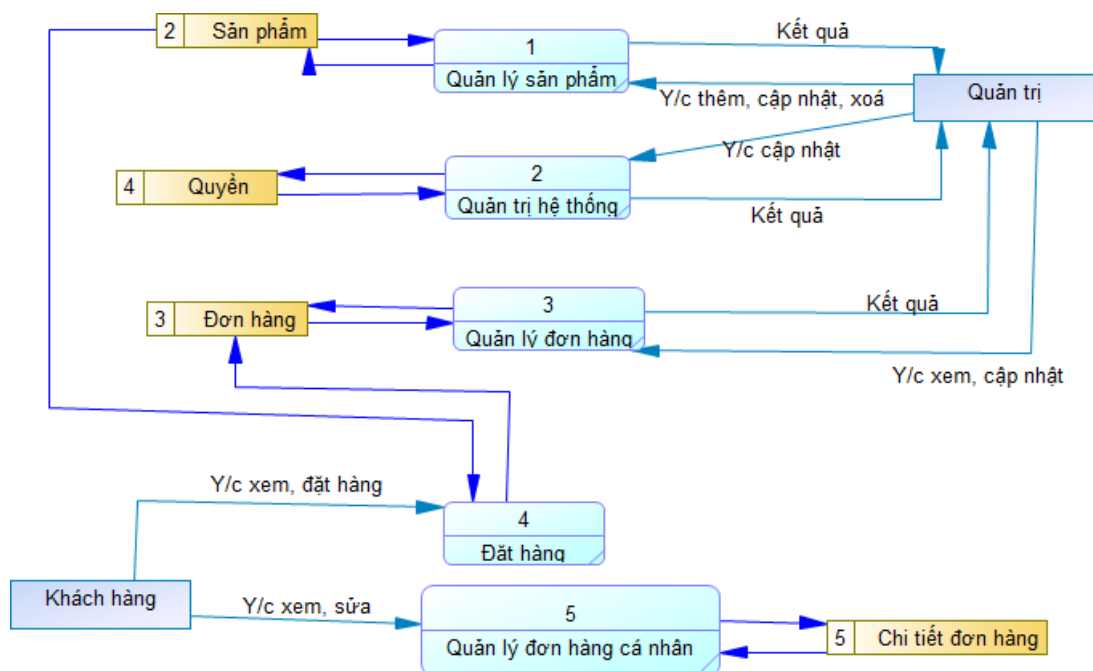 2 Sản phẩm
1
Quản lý sản phẩm
Kết quả
Y/c thêm, cập nhật, xoá
Quản trị
4 Quyền
2
Quản trị hệ thống
Y/c cập nhật
Kết quả
3 Đơn hàng
3
Quản lý đơn hàng
Kết quả
Y/c xem, cập nhật
Y/c xem, đặt hàng
4
Đặt hàng
Khách hàng
Y/c xem, sửa
5
Quản lý đơn hàng cá nhân
5 Chi tiết đơn hàng